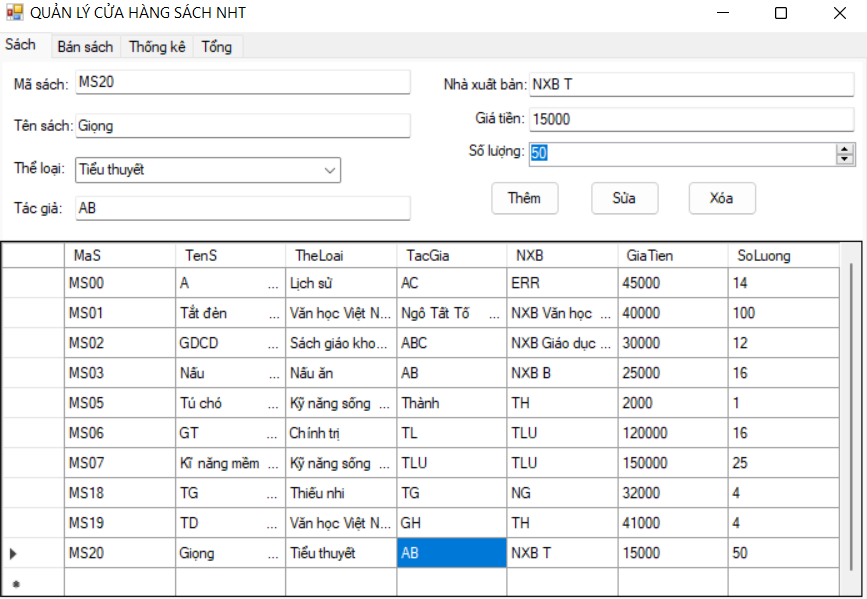 QUẢN LÝ CỬA HÀNG SÁCH NHT
Sách Bán sách Thống kê Tổng
Mã sách: MS20 Nhà xuất bản: NXB T
Tên sách: Giọng Giá tiền: 15000
Thể loại: Tiểu thuyết Số lượng: 50
Tác giả: AB Thêm Sửa Xóa
MaS TenS TheLoai TacGia NXB GiaTien SoLuong
MS00 A ... Lịch sử AC ERR 45000 14
MS01 Tắt đèn ... Văn học Việt N... Ngô Tất Tố ... NXB Văn học ... 40000 100
MS02 GDCD ... Sách giáo kho... ABC NXB Giáo dục ... 30000 12
MS03 Nấu ... Nấu ăn AB NXB B 25000 16
MS05 Tủ chó ... Kỹ năng sống ... Thành TH 2000 1
MS06 GT ... Chính trị TL TLU 120000 16
MS07 Kĩ năng mềm ... Kỹ năng sống ... TLU TLU 150000 25
MS18 TG ... Thiếu nhi TG NG 32000 4
MS19 TD ... Văn học Việt N... GH TH 41000 4
MS20 Giọng ... Tiểu thuyết AB NXB T 15000 50